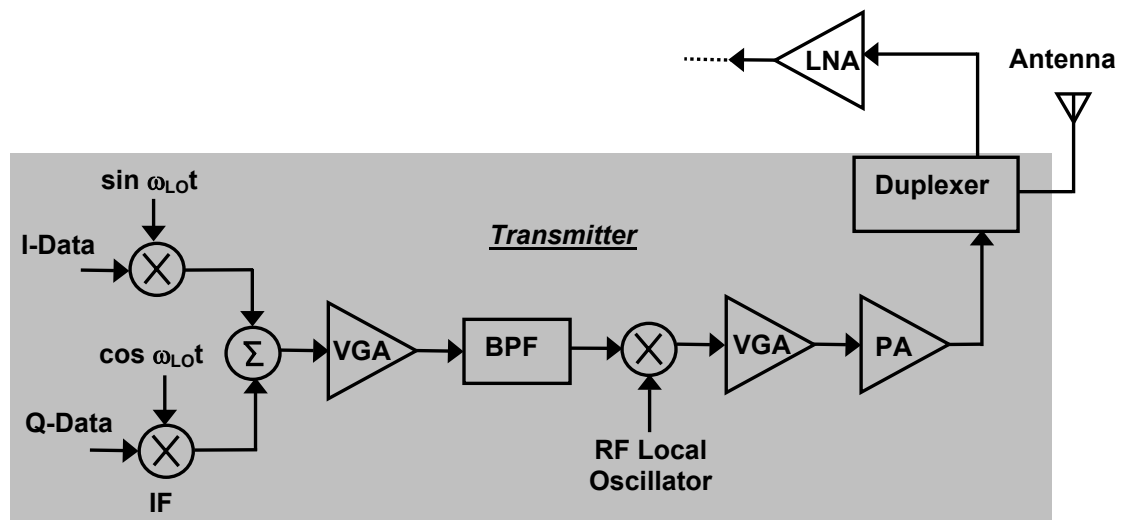 LNA
Antenna
sin ωLOt
Duplexer
I-Data
Transmitter
cos ωLOt
Σ
VGA
BPF
VGA
PA
Q-Data
RF Local
Oscillator
IF